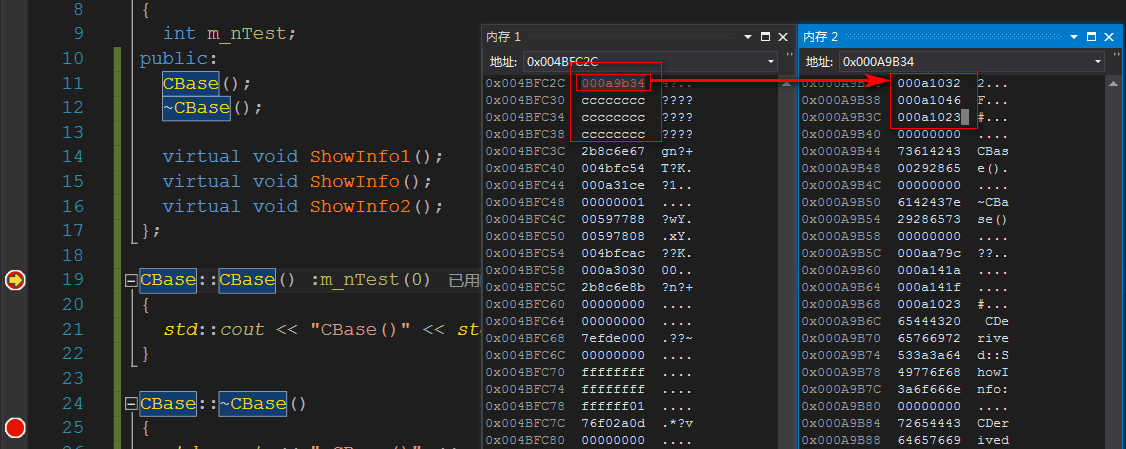 8 {
9 int m_nTest;
10 public:
11 CBase();
12 ~CBase();
13
14 virtual void ShowInfo1();
15 virtual void ShowInfo();
16 virtual void ShowInfo2();
17 };
18
19 CBase::CBase() :m_nTest(0) 已用
20 {
21 std::cout << "CBase()" << st
22 }
23
24 CBase::~CBase()
25 {
内存 1
地址: 0x004BFC2C
0x004BFC2C 000a9b34 4?..
0x004BFC30 cccccccc ????
0x004BFC34 cccccccc ????
0x004BFC38 cccccccc ????
0x004BFC3C 2b8c6e67 gn?+
0x004BFC40 004bfc54 T?K.
0x004BFC44 000a31ce ?1..
0x004BFC48 00000001 ....
0x004BFC4C 00597788 ?wY.
0x004BFC50 00597808 .xY.
0x004BFC54 004bfcac ??K.
0x004BFC58 000a3030 00..
0x004BFC5C 2b8c6e8b ?n?+
0x004BFC60 00000000 ....
0x004BFC64 00000000 ....
0x004BFC68 7efde000 .??~
0x004BFC6C 00000000 ....
0x004BFC70 ffffffff ....
0x004BFC74 ffffffff ....
0x004BFC78 ffffff01 ....
0x004BFC7C 76f02a0d .*?v
0x004BFC80 00000000 ....
内存 2
地址: 0x000A9B34
000a1032 2...
0x000A9B38 000a1046 F...
0x000A9B3C 000a1023 #...
0x000A9B40 00000000 ....
0x000A9B44 73614243 CBas
0x000A9B48 00292865 e().
0x000A9B4C 00000000 ....
0x000A9B50 6142437e ~CBa
0x000A9B54 29286573 se()
0x000A9B58 00000000 ....
0x000A9B5C 000aa79c ??..
0x000A9B60 000a141a ....
0x000A9B64 000a141f ....
0x000A9B68 000a1023 #...
0x000A9B6C 65444320 CDe
0x000A9B70 65766972 rive
0x000A9B74 533a3a64 d::S
0x000A9B78 49776f68 howI
0x000A9B7C 3a6f666e nfo:
0x000A9B80 00000000 ....
0x000A9B84 72654443 CDer
0x000A9B88 64657669 ived